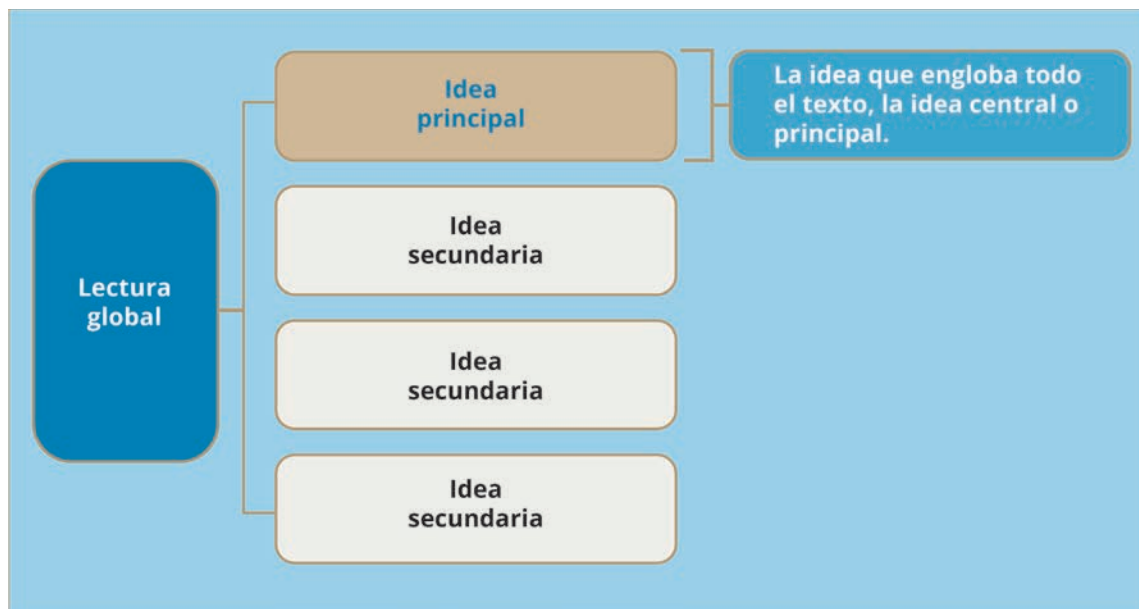 Idea
principal
La idea que engloba todo
el texto, la idea central o
principal.
Lectura
global
Idea
secundaria
Idea
secundaria
Idea
secundaria